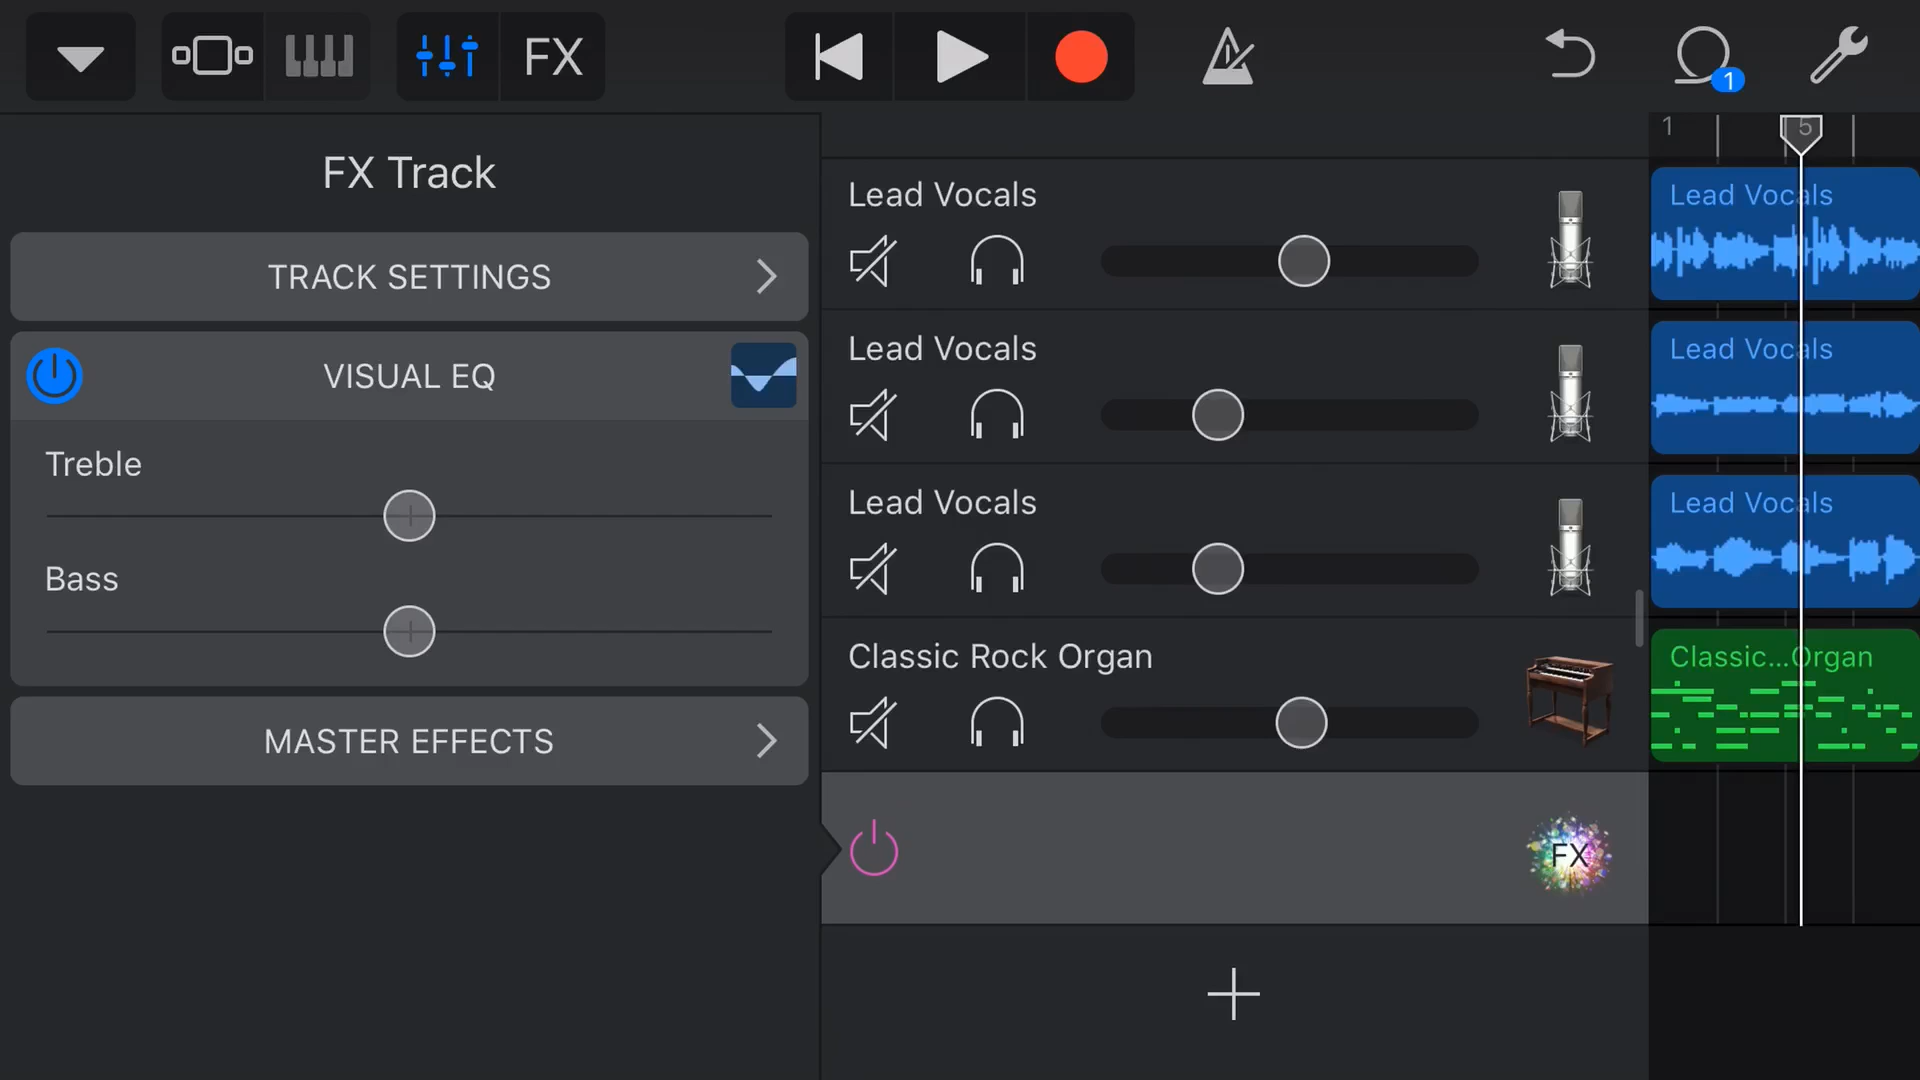 FX
1
FX Track
TRACK SETTINGS
VISUAL EQ
Treble
Bass
MASTER EFFECTS
Lead Vocals
Lead Vocals
Lead Vocals
Classic Rock Organ
FX
1
5
Lead Vocals
Lead Vocals
Lead Vocals
Classic...Organ